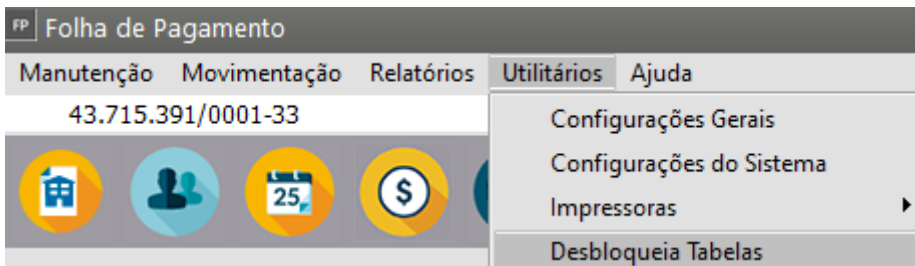 FP Folha de Pagamento
Manutenção Movimentação Relatórios Utilitários Ajuda
43.715.391/0001-33
Configurações Gerais
Configurações do Sistema
25
$
Impressoras
Desbloqueia Tabelas